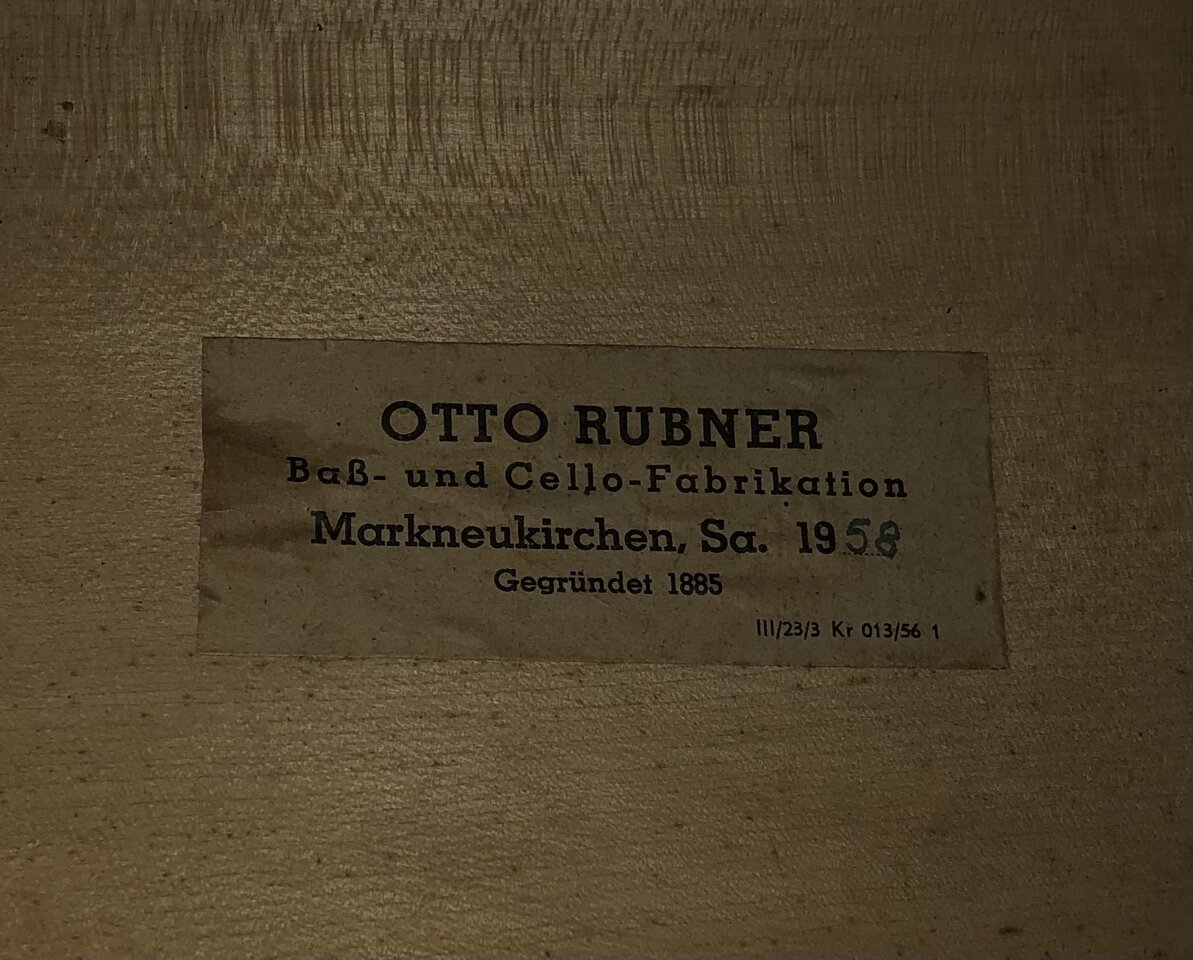 OTTO RUBNER
Baß- und Cello-Fabrikation
Markneukirchen, Sa. 1958
Gegründet 1885
III/23/3 Kr 013/56 1